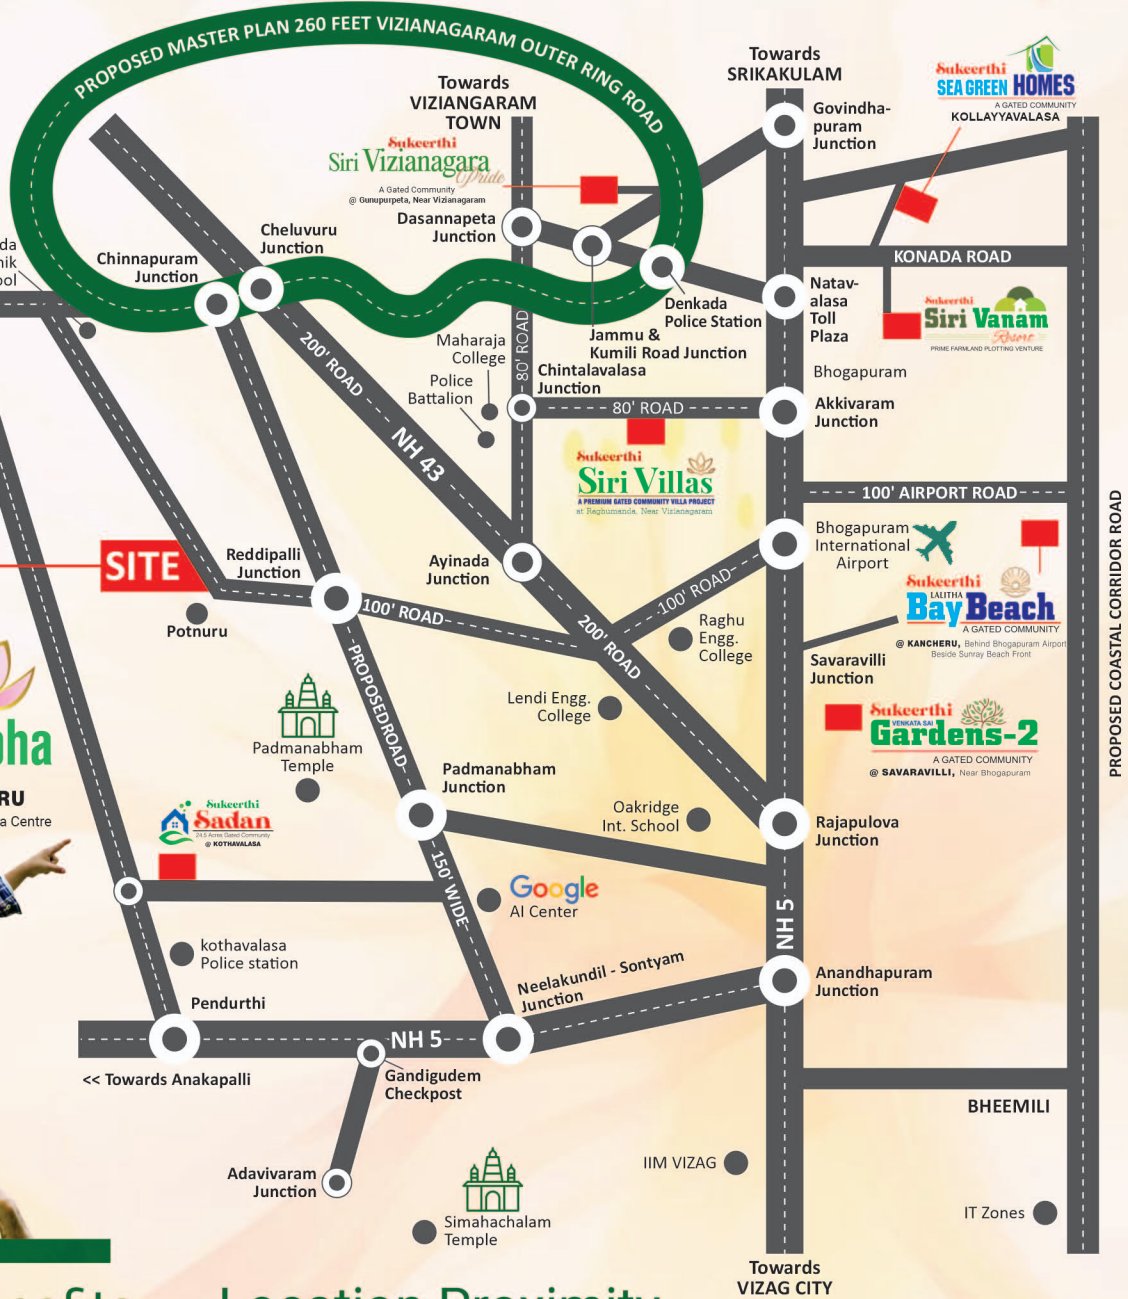 PROPOSED MASTER PLAN 260 FEET VIZIANAGARAM OUTER RING ROAD
Towards
VIZIANGARAM
TOWN
Towards
SRIKAKULAM
Sukeerthi
SEA GREEN HOMES
A GATED COMMUNITY
KOLLAYYAVALASA
Govindha-
puram
Junction
Sukeerthi
Siri Vizianagara
Pride
A Gated Community
@ Gunupurpeta, Near Vizianagaram
Dasannapeta
Junction
Cheluvuru
Junction
Chinnapuram
Junction
KONADA ROAD
Natav-
alasa
Toll
Plaza
Denkada
Police Station
Jammu &
Kumili Road Junction
Sukeerthi
Siri Vanam
Resort
PRIME FARMLAND PLOTTING VENTURE
200' ROAD
80' ROAD
Maharaja
College
Police
Battalion
Chintalavalasa
Junction
80' ROAD
Bhogapuram
Akkivaram
Junction
NH 43
Sukeerthi
Siri Villas
A PREMIUM GATED COMMUNITY VILLA PROJECT
at Raghumanda, Near Vizianagaram
100' AIRPORT ROAD
PROPOSED COASTAL CORRIDOR ROAD
Bhogapuram
International
Airport
SITE
Reddipalli
Junction
Ayinada
Junction
Potnuru
100' ROAD
100' ROAD
200' ROAD
Raghu
Engg.
College
Sukeerthi
LALITHA
Bay Beach
A GATED COMMUNITY
@ KANCHERU, Behind Bhogapuram Airport
Beside Sunray Beach Front
Savaravilli
Junction
PROPOSED ROAD
Lendi Engg.
College
Sukeerthi
VENKATA SAI
Gardens-2
A GATED COMMUNITY
@ SAVARAVILLI, Near Bhogapuram
Padmanabham
Temple
Padmanabham
Junction
Oakridge
Int. School
Rajapulova
Junction
Sukeerthi
Sadan
24.5 Acres Gated Community
@ KOTHAVALASA
RU
a Centre
150' WIDE
Google
AI Center
NH 5
kothavalasa
Police station
Neelakundil - Sontyam
Junction
Anandhapuram
Junction
Pendurthi
NH 5
<< Towards Anakapalli
Gandigudem
Checkpost
BHEEMILI
Adavivaram
Junction
IIM VIZAG
IT Zones
Simahachalam
Temple
Towards
VIZAG CITY
Location Proximity